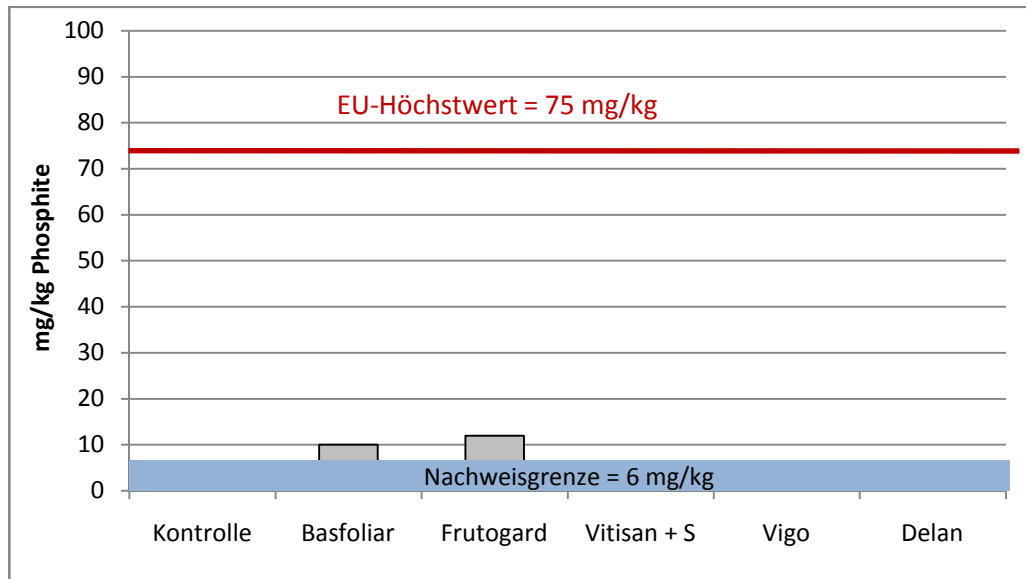 100
90
EU-Höchstwert = 75 mg/kg
80
70
60
50
40
30
20
10
Nachweisgrenze = 6 mg/kg
0
mg/kg Phosphite
Kontrolle Basfoliar Frutogard Vitisan + S Vigo Delan